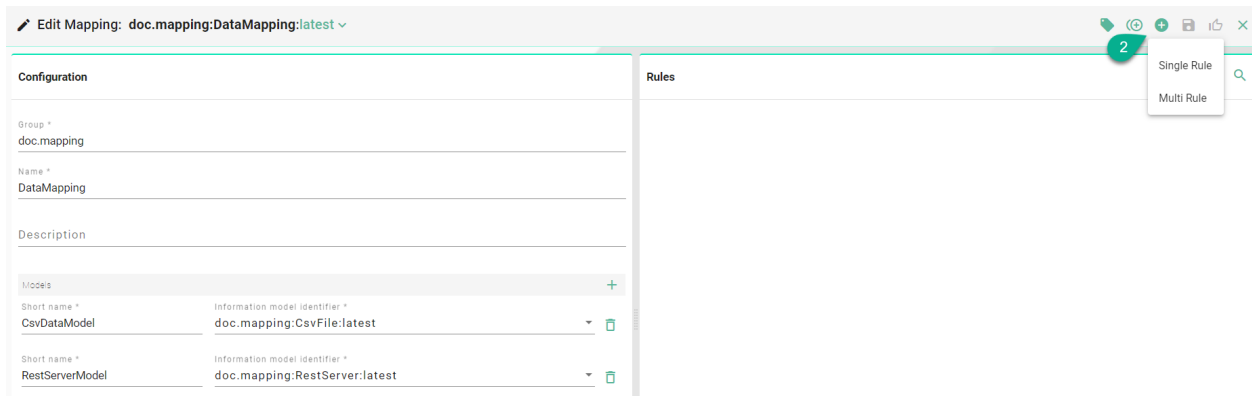 Edit Mapping: doc.mapping:DataMapping:latest
2
Single Rule
Multi Rule
Configuration
Group *
doc.mapping
Name *
DataMapping
Description
Models
Short name *
Information model identifier *
CsvDataModel
doc.mapping:CsvFile:latest
Short name *
Information model identifier *
RestServerModel
doc.mapping:RestServer:latest
Rules